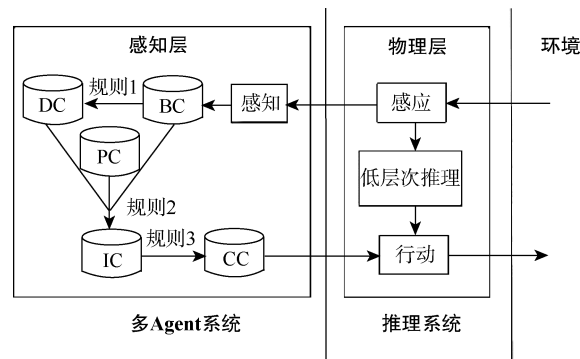 感知层
物理层
环境
规则1
DC
BC
感知
感应
PC
低层次推理
规则2
规则3
IC
CC
行动
多Agent系统
推理系统